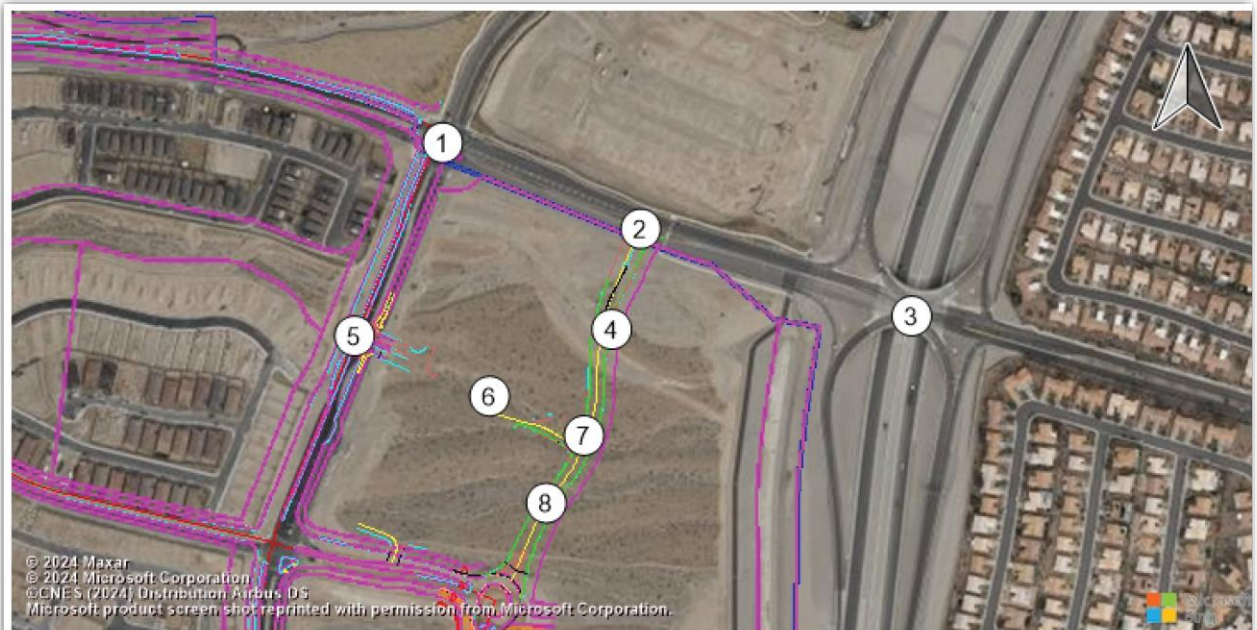 1
2
3
4
5
6
7
8
© 2024 Maxar
© 2024 Microsoft Corporation
©CNES (2024) Distribution Airbus DS
Microsoft product screen shot reprinted with permission from Microsoft Corporation.